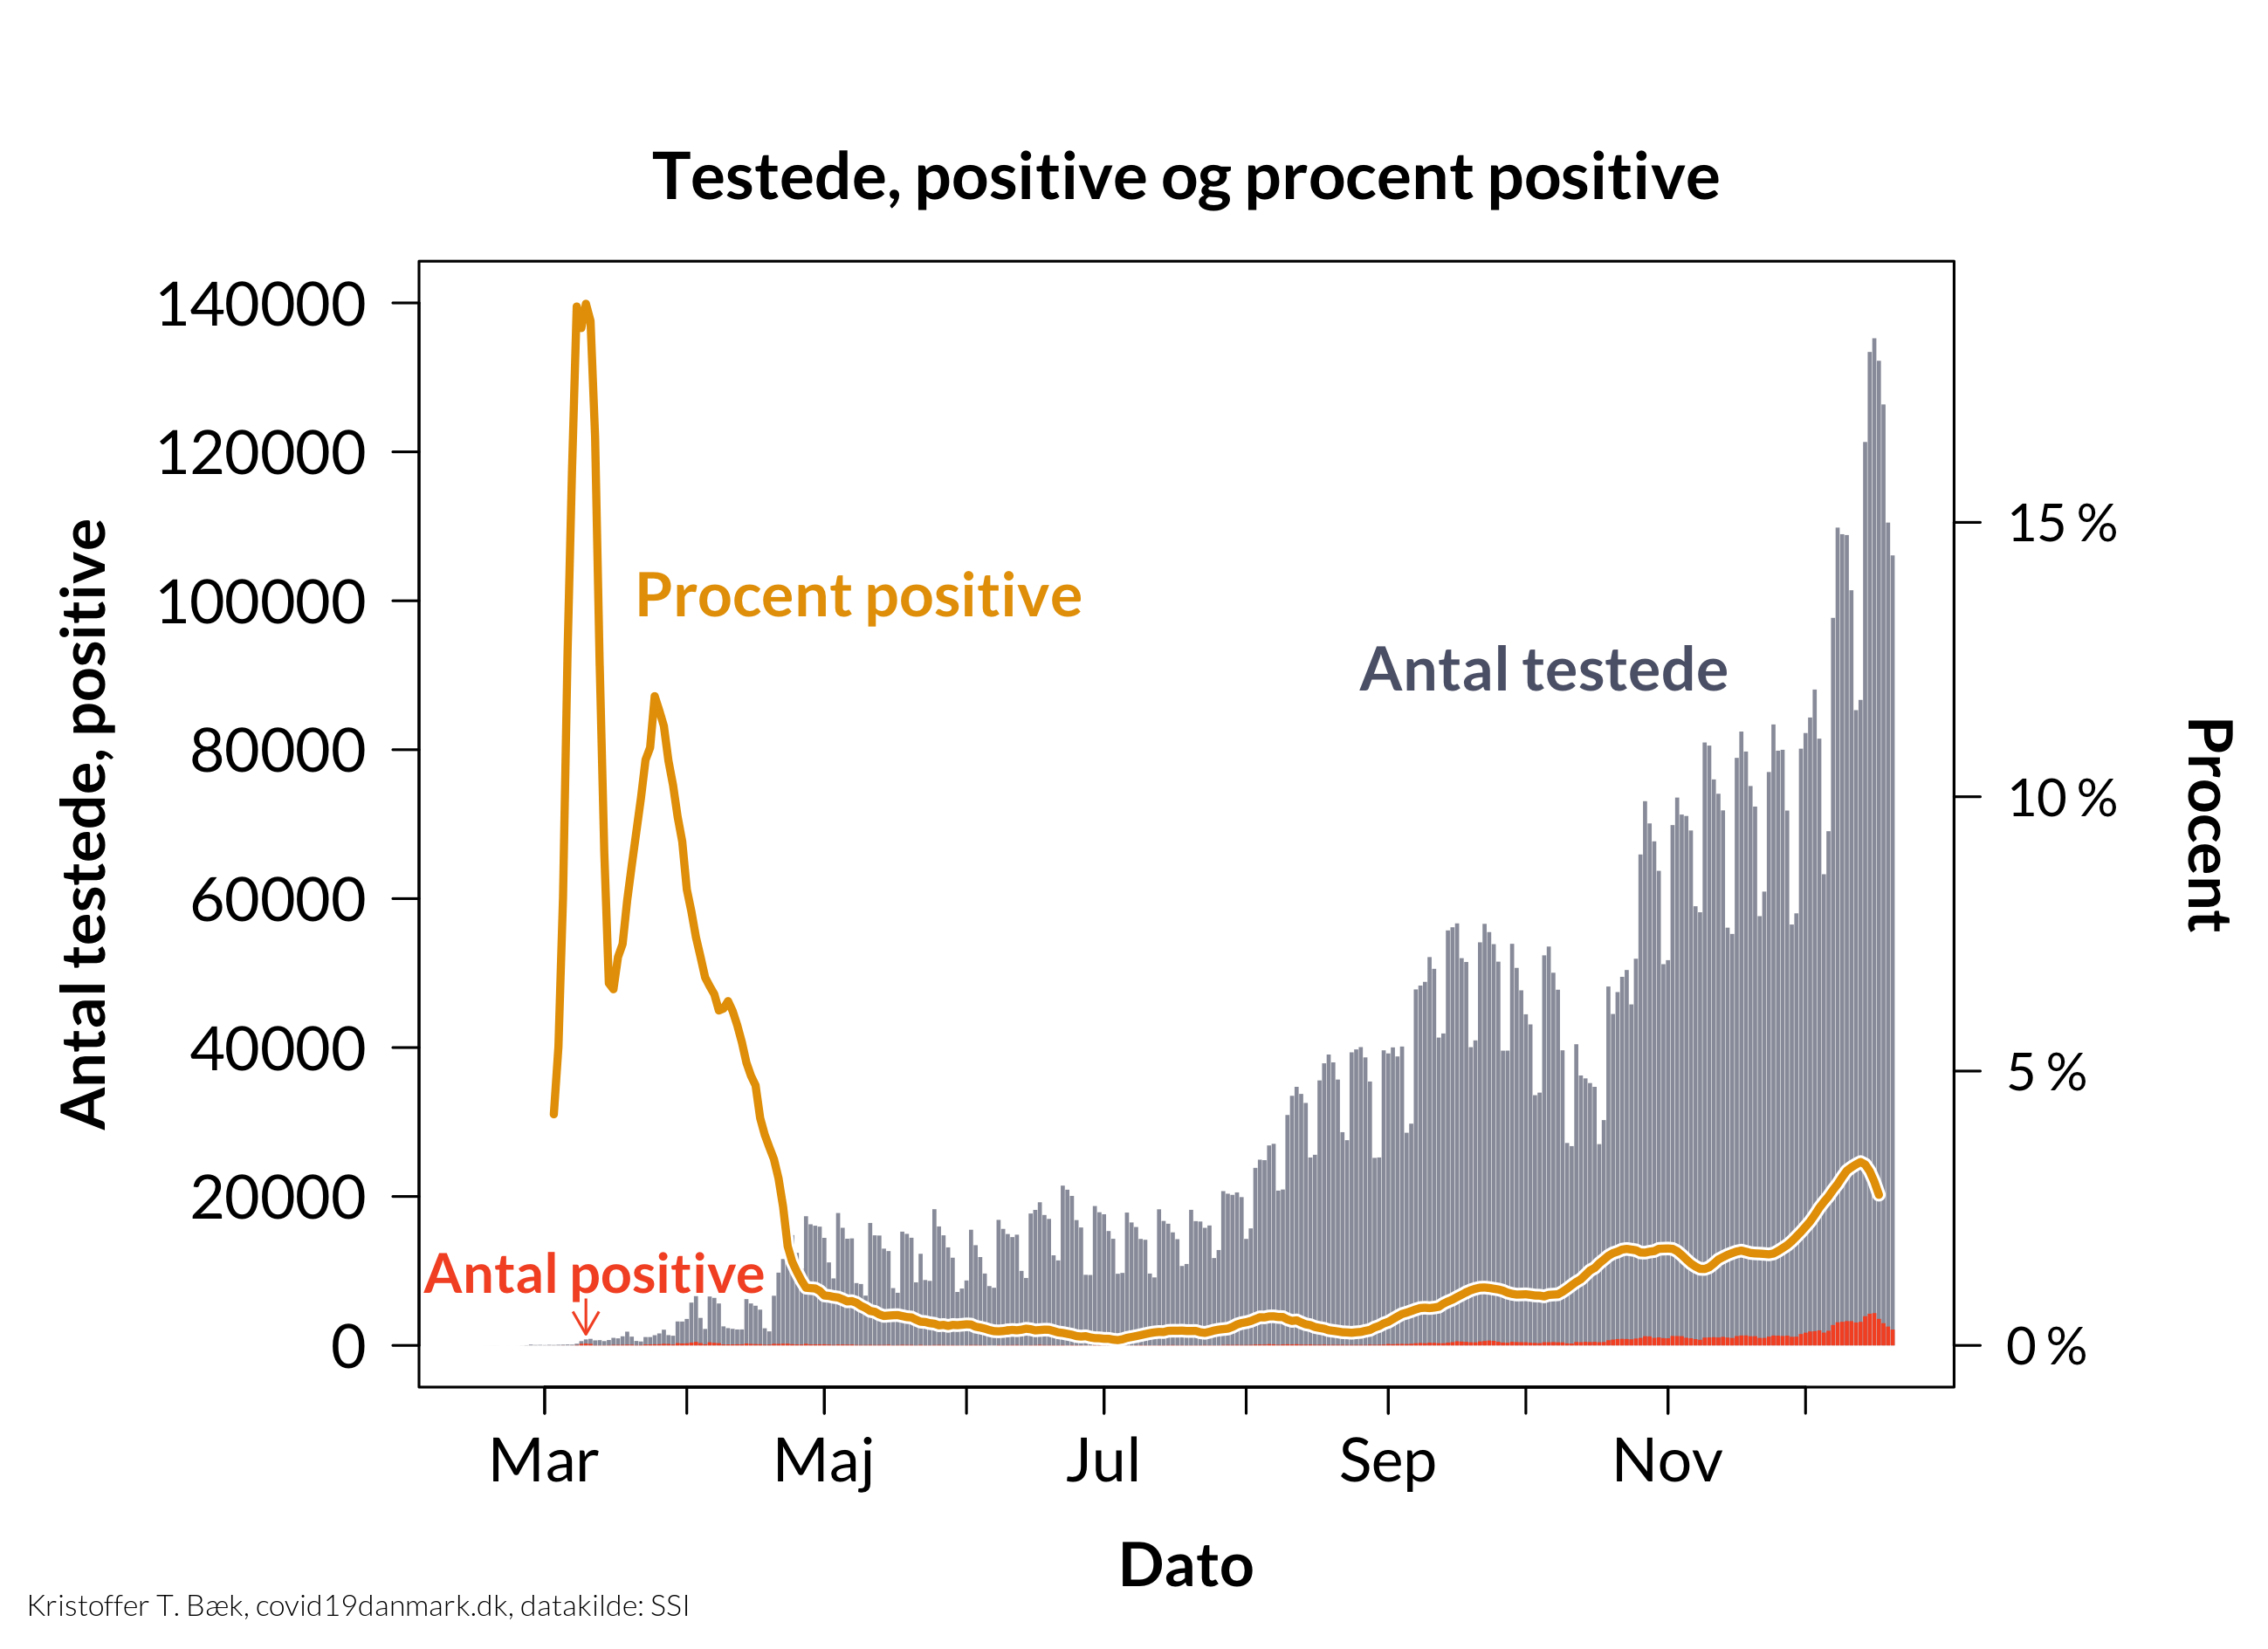 Testede, positive og procent positive
Antal testede, positive
140000
120000
100000
80000
60000
40000
20000
0
Procent positive
Antal testede
Antal positive
15 %
10 %
5 %
0 %
Procent
Mar
Maj
Jul
Sep
Nov
Dato
Kristoffer T. Bæk, covid19danmark.dk, datakilde: SSI